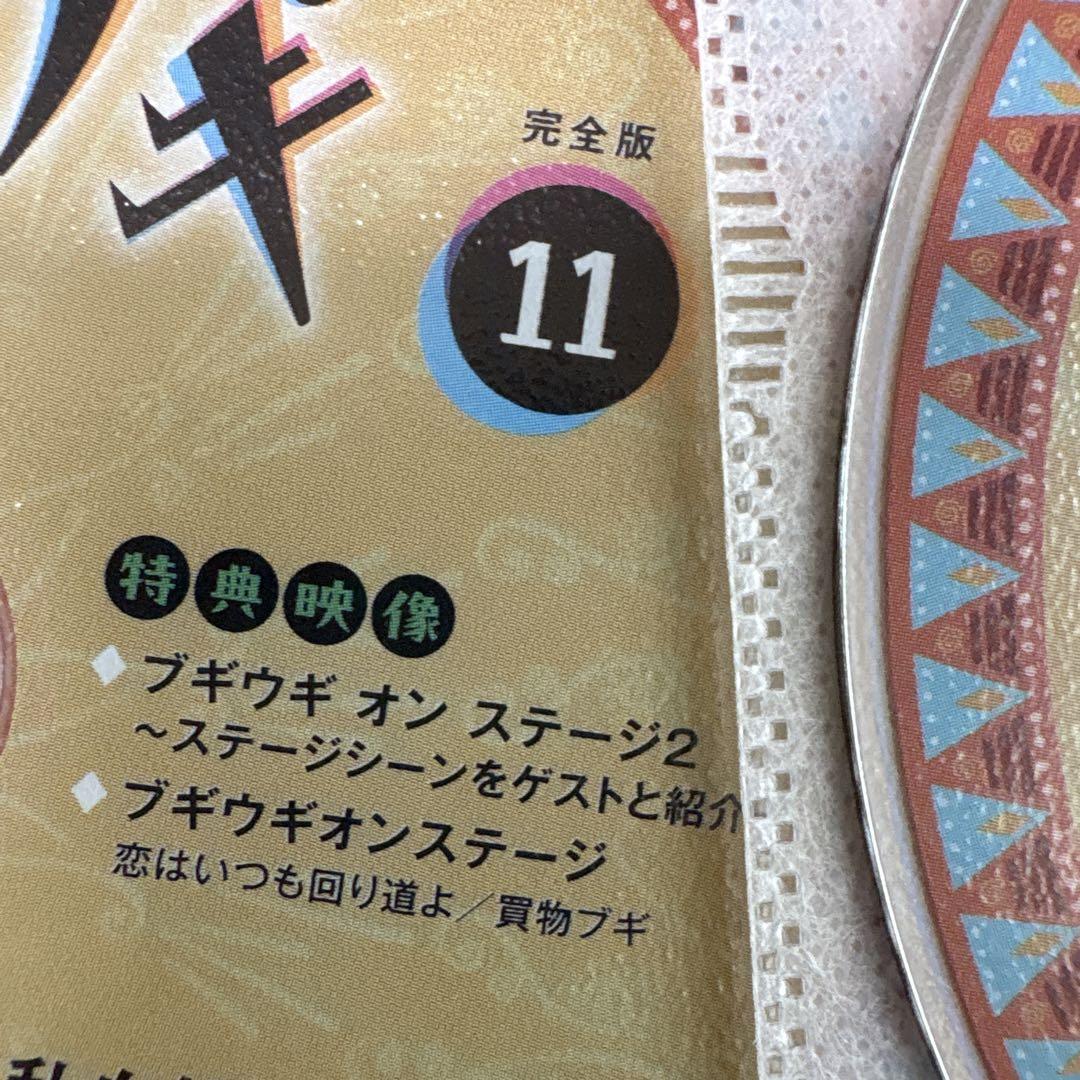 ギ
完全版
11
特典映像
ブギウギ オン ステージ2
~ステージシーンをゲストと紹介
ブギウギオンステージ
恋はいつも回り道よ/買物ブギ